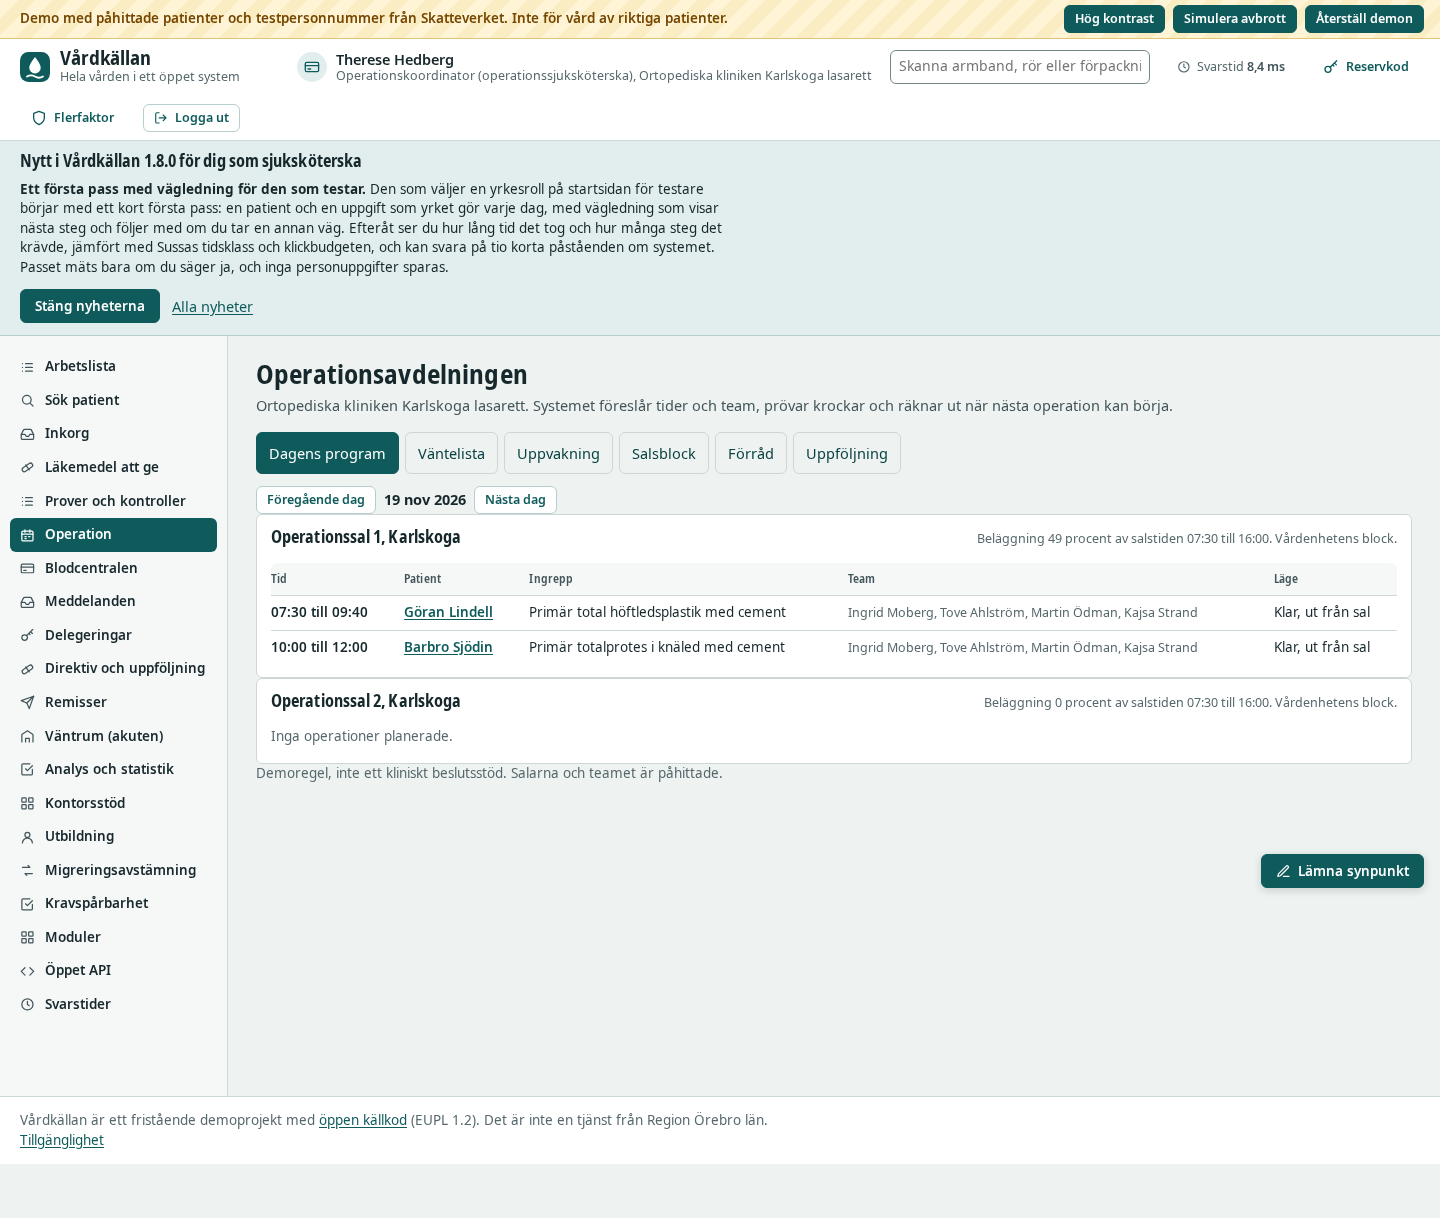 Demo med påhittade patienter och testpersonnummer från Skatteverket. Inte för vård av riktiga patienter.
Hög kontrast
Simulera avbrott
Återställ demon
Vårdkällan
Hela vården i ett öppet system
Therese Hedberg
Operationskoordinator (operationssjuksköterska), Ortopediska kliniken Karlskoga lasarett
Skanna armband, rör eller förpackni
Svarstid 8,4 ms
Reservkod
Flerfaktor
Logga ut
Nytt i Vårdkällan 1.8.0 för dig som sjuksköterska
Ett första pass med vägledning för den som testar. Den som väljer en yrkesroll på startsidan för testare
börjar med ett kort första pass: en patient och en uppgift som yrket gör varje dag, med vägledning som visar
nästa steg och följer med om du tar en annan väg. Efteråt ser du hur lång tid det tog och hur många steg det
krävde, jämfört med Sussas tidsklass och klickbudgeten, och kan svara på tio korta påståenden om systemet.
Passet mäts bara om du säger ja, och inga personuppgifter sparas.
Stäng nyheterna
Alla nyheter
Arbetslista
Sök patient
Inkorg
Läkemedel att ge
Prover och kontroller
Operation
Blodcentralen
Meddelanden
Delegeringar
Direktiv och uppföljning
Remisser
Väntrum (akuten)
Analys och statistik
Kontorsstöd
Utbildning
Migreringsavstämning
Kravspårbarhet
Moduler
Öppet API
Svarstider
Operationsavdelningen
Ortopediska kliniken Karlskoga lasarett. Systemet föreslår tider och team, prövar krockar och räknar ut när nästa operation kan börja.
Dagens program
Väntelista
Uppvakning
Salsblock
Förråd
Uppföljning
Föregående dag
19 nov 2026
Nästa dag
Operationssal 1, Karlskoga
Beläggning 49 procent av salstiden 07:30 till 16:00. Vårdenhetens block.
Tid Patient Ingrepp Team Läge
07:30 till 09:40 Göran Lindell Primär total höftledsplastik med cement Ingrid Moberg, Tove Ahlström, Martin Ödman, Kajsa Strand Klar, ut från sal
10:00 till 12:00 Barbro Sjödin Primär totalprotes i knäled med cement Ingrid Moberg, Tove Ahlström, Martin Ödman, Kajsa Strand Klar, ut från sal
Operationssal 2, Karlskoga
Beläggning 0 procent av salstiden 07:30 till 16:00. Vårdenhetens block.
Inga operationer planerade.
Demoregel, inte ett kliniskt beslutsstöd. Salarna och teamet är påhittade.
Lämna synpunkt
Vårdkällan är ett fristående demoprojekt med öppen källkod (EUPL 1.2). Det är inte en tjänst från Region Örebro län.
Tillgänglighet